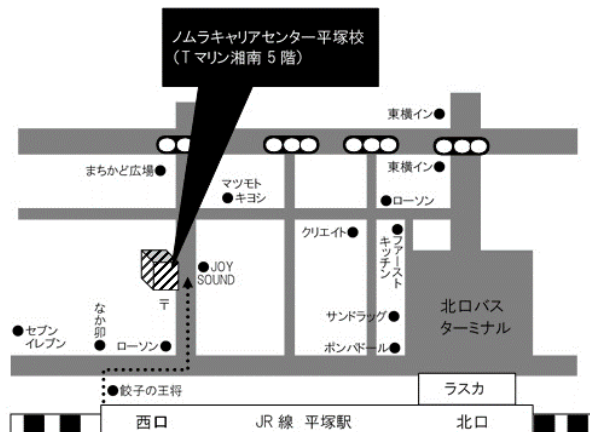 ノムラキャリアセンター平塚校
(Tマリン湘南5階)
東横イン
まちかど広場
東横イン
マツモト
キヨシ
ローソン
クリエイト
ファースト
キッチン
JOY
SOUND
〒
北口バス
ターミナル
サンドラッグ
なか卯
セブン
イレブン
ローソン
ポンパドール
餃子の王将
ラスカ
西口
JR線 平塚駅
北口